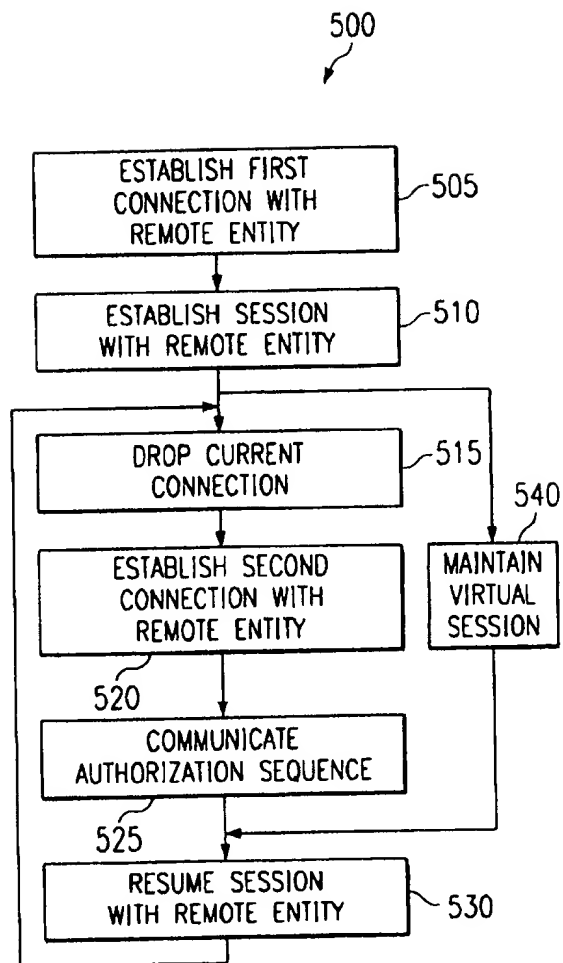 500
ESTABLISH FIRST
CONNECTION WITH
REMOTE ENTITY
505
ESTABLISH SESSION
WITH REMOTE ENTITY
510
DROP CURRENT
CONNECTION
515
540
ESTABLISH SECOND
CONNECTION WITH
REMOTE ENTITY
520
MAINTAIN
VIRTUAL
SESSION
COMMUNICATE
AUTHORIZATION SEQUENCE
525
RESUME SESSION
WITH REMOTE ENTITY
530